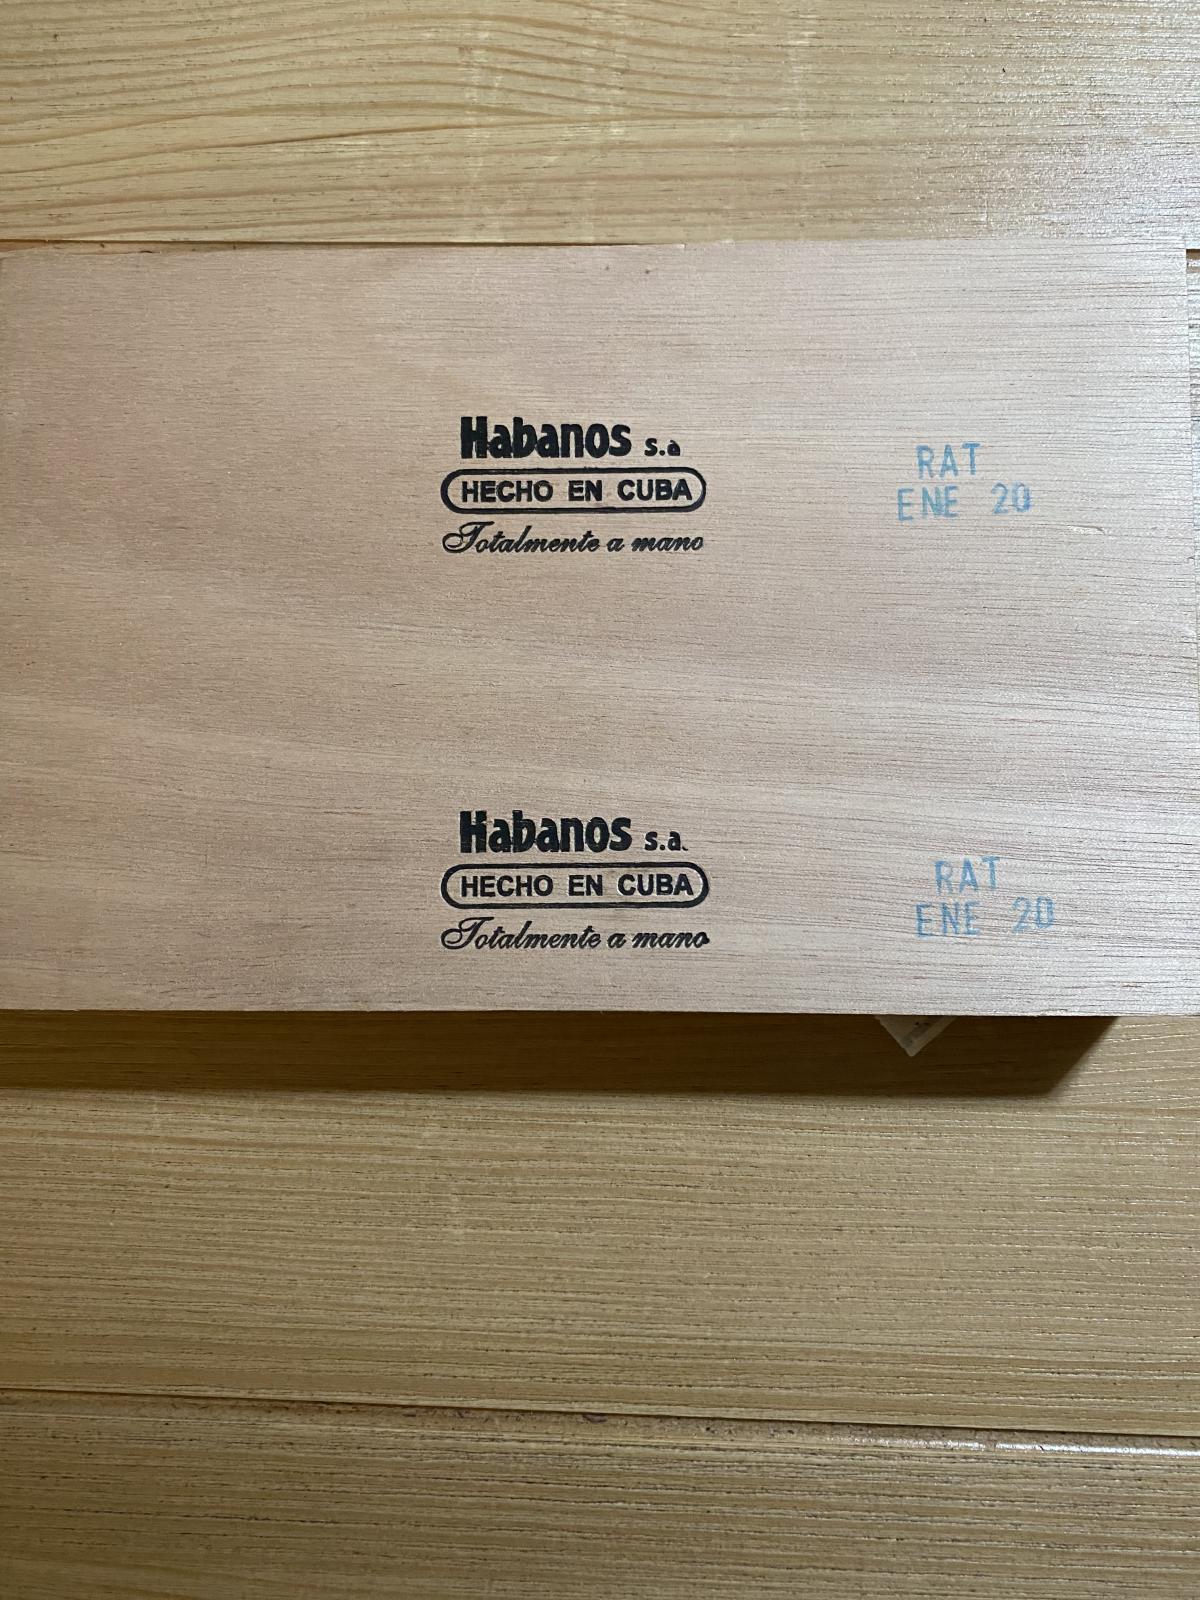 Habanos s.a
HECHO EN CUBA
Totalmente a mano
RAT
ENE 20
Habanos s.a.
HECHO EN CUBA
Totalmente a mano
RAT
ENE 20